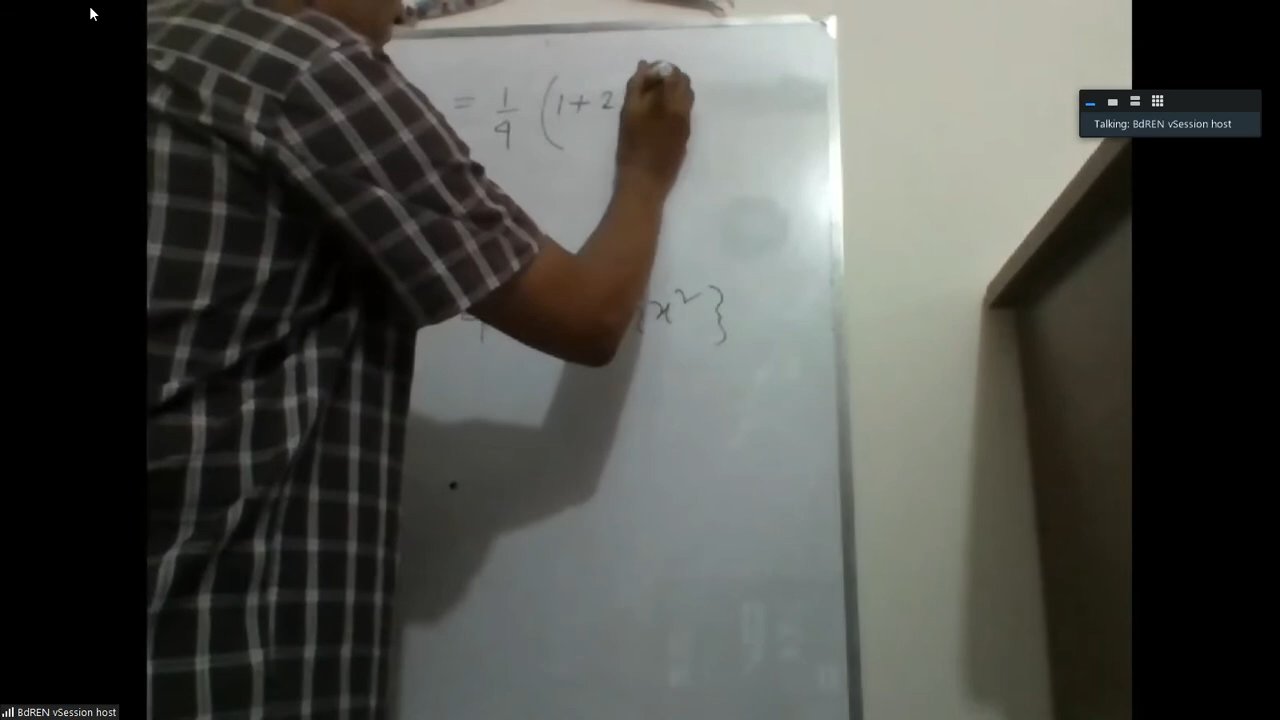 = 1/4 (1+2
x² }
Talking: BdREN vSession host
BdREN vSession host